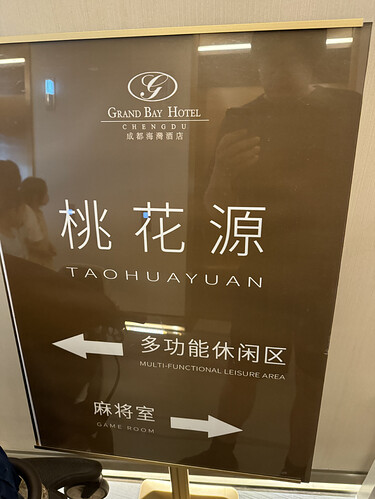 G
GRAND BAY HOTEL
CHENGDU
成都海湾酒店
桃花源
TAOHUAYUAN
多功能休闲区
MULTI-FUNCTIONAL LEISURE AREA
麻将室
GAME ROOM